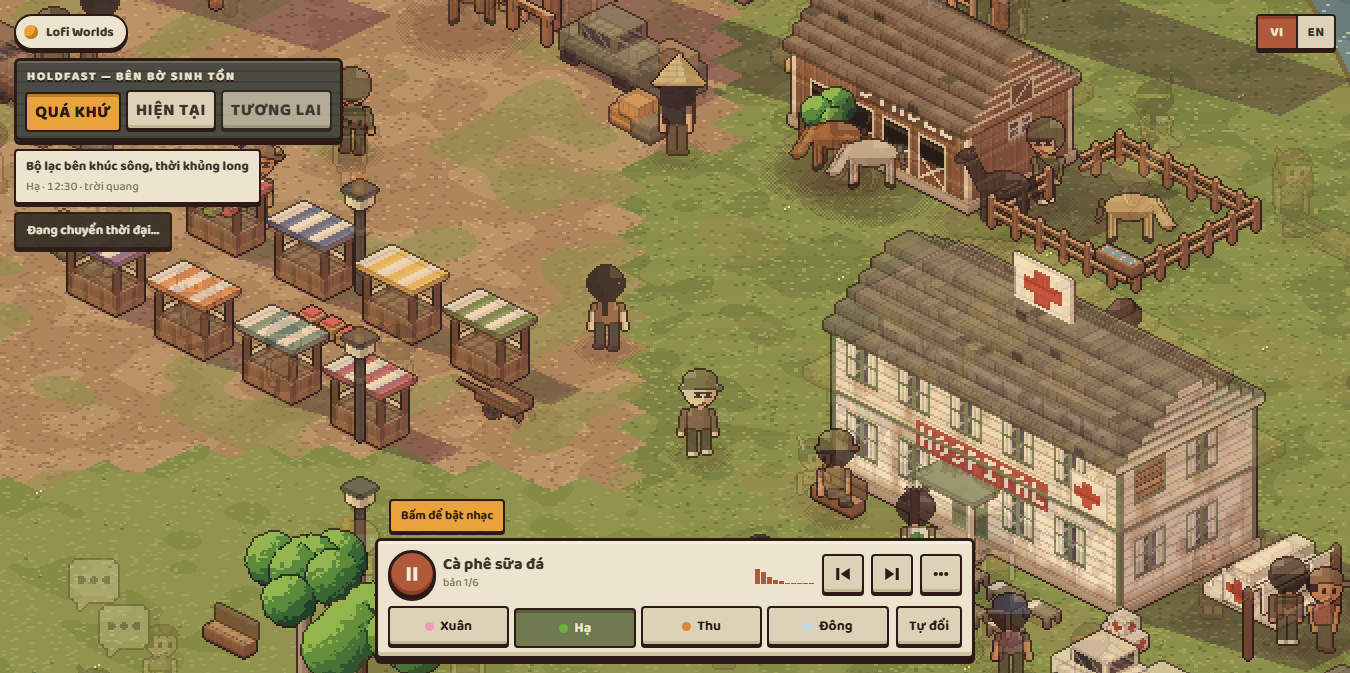 Lofi Worlds
VI EN
HOLDFAST — BÊN BỜ SINH TỒN
QUÁ KHỨ HIỆN TẠI TƯƠNG LAI
Bộ lạc bên khúc sông, thời khủng long
Hạ · 12:30 · trời quang
Đang chuyển thời đại...
Bấm để bật nhạc
Cà phê sữa đá
bản 1/6
Xuân Hạ Thu Đông Tự đổi